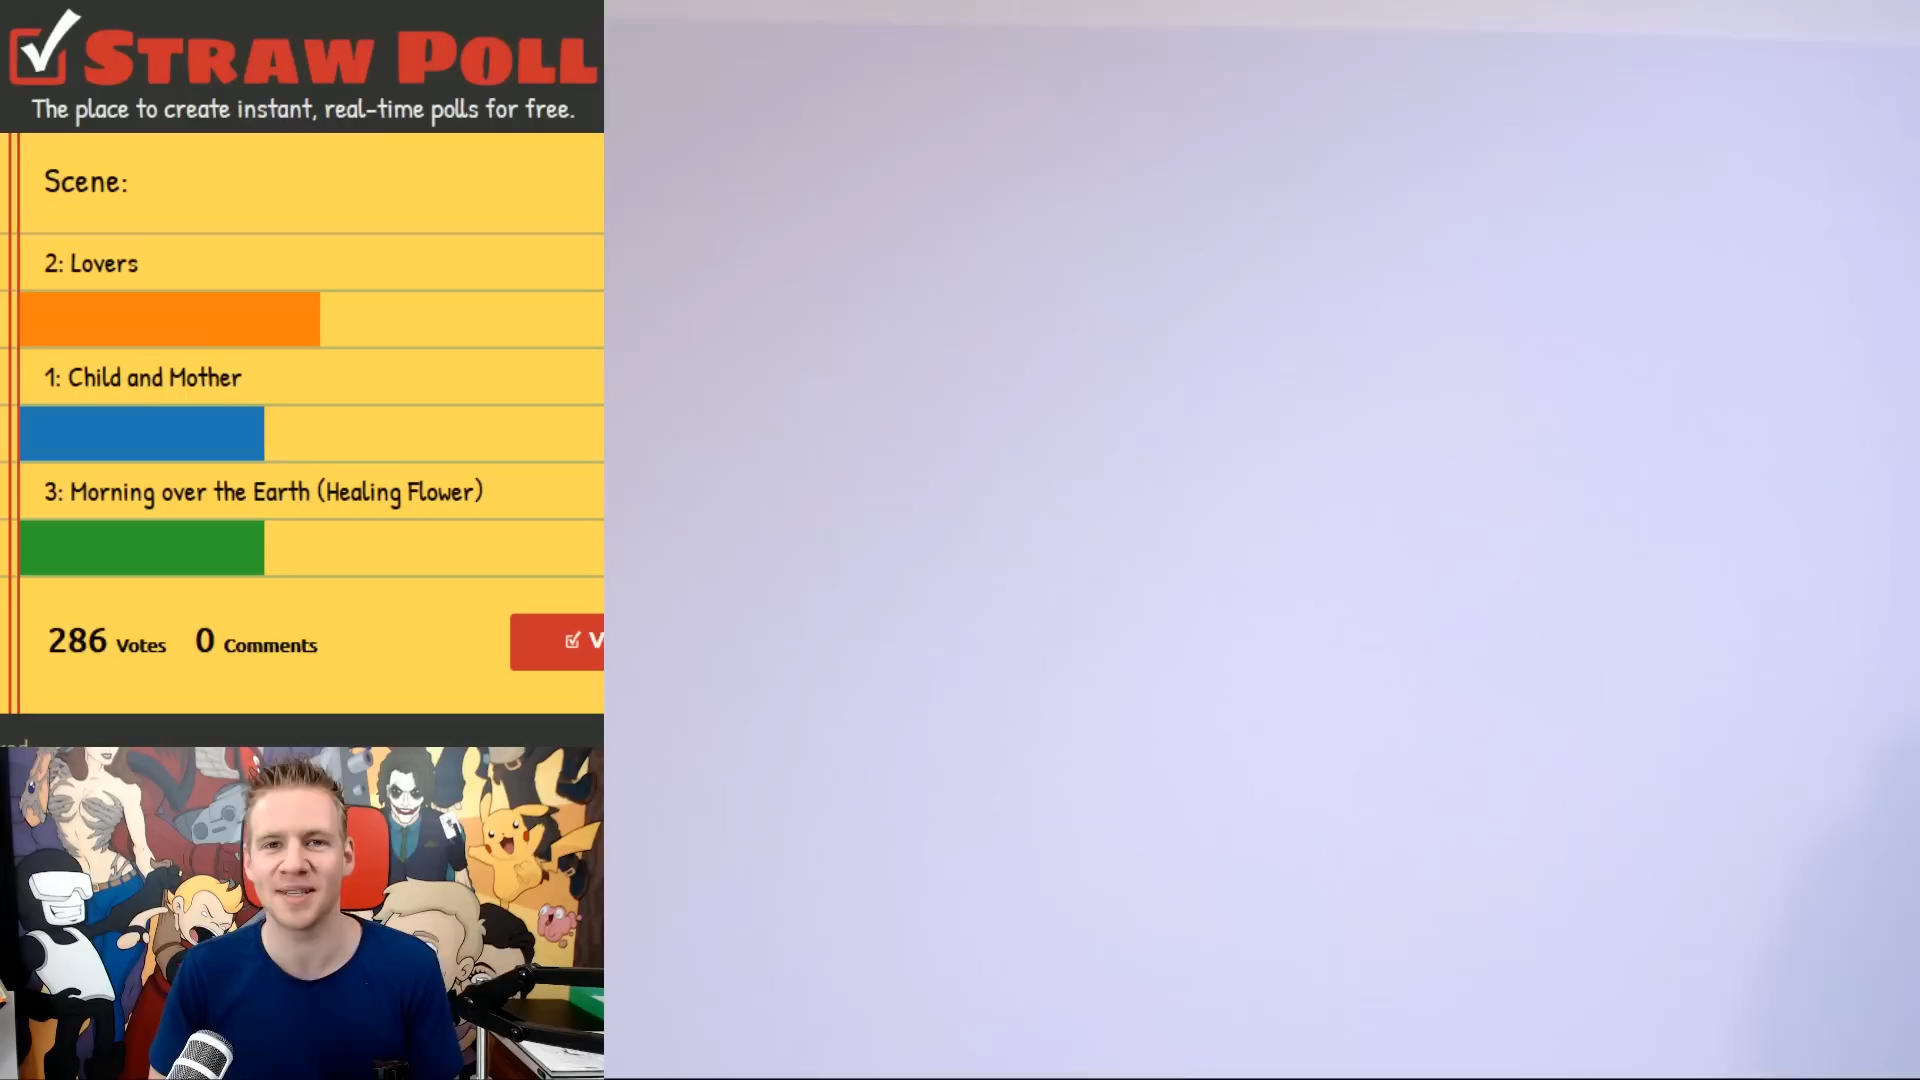 STRAW POLL
The place to create instant, real-time polls for free.
Scene:
2: Lovers
1: Child and Mother
3: Morning over the Earth (Healing Flower)
286 Votes 0 Comments
V